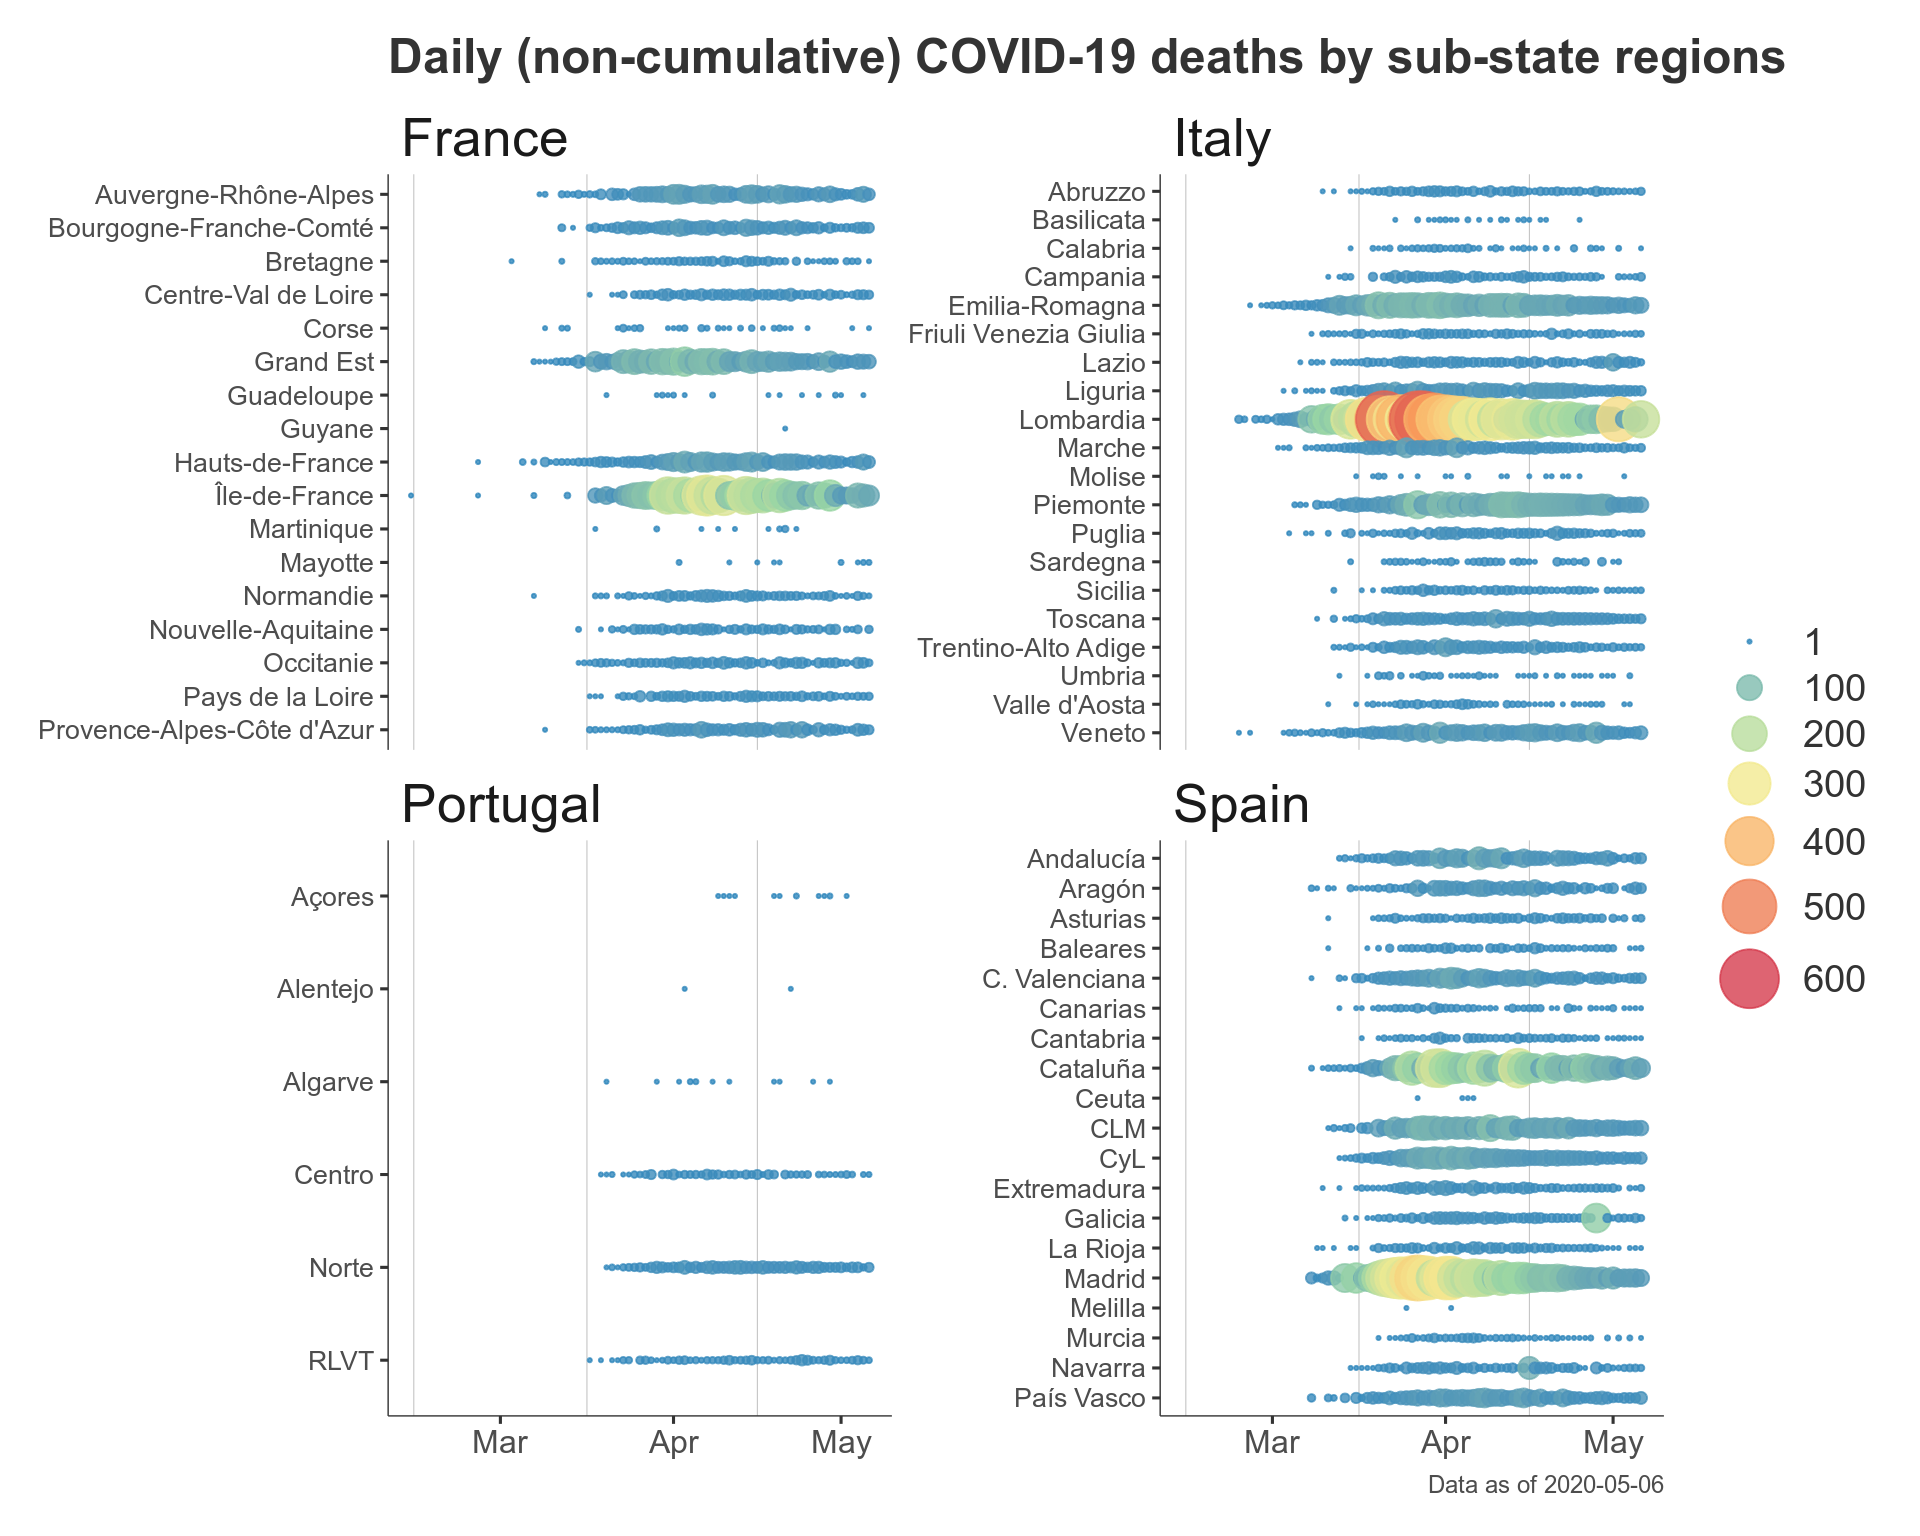 Daily (non-cumulative) COVID-19 deaths by sub-state regions
France
Auvergne-Rhône-Alpes
Bourgogne-Franche-Comté
Bretagne
Centre-Val de Loire
Corse
Grand Est
Guadeloupe
Guyane
Hauts-de-France
Île-de-France
Martinique
Mayotte
Normandie
Nouvelle-Aquitaine
Occitanie
Pays de la Loire
Provence-Alpes-Côte d'Azur
Italy
Abruzzo
Basilicata
Calabria
Campania
Emilia-Romagna
Friuli Venezia Giulia
Lazio
Liguria
Lombardia
Marche
Molise
Piemonte
Puglia
Sardegna
Sicilia
Toscana
Trentino-Alto Adige
Umbria
Valle d'Aosta
Veneto
Portugal
Açores
Alentejo
Algarve
Centro
Norte
RLVT
Mar Apr May
Spain
Andalucía
Aragón
Asturias
Baleares
C. Valenciana
Canarias
Cantabria
Cataluña
Ceuta
CLM
CyL
Extremadura
Galicia
La Rioja
Madrid
Melilla
Murcia
Navarra
País Vasco
Mar Apr May
1
100
200
300
400
500
600
Data as of 2020-05-06